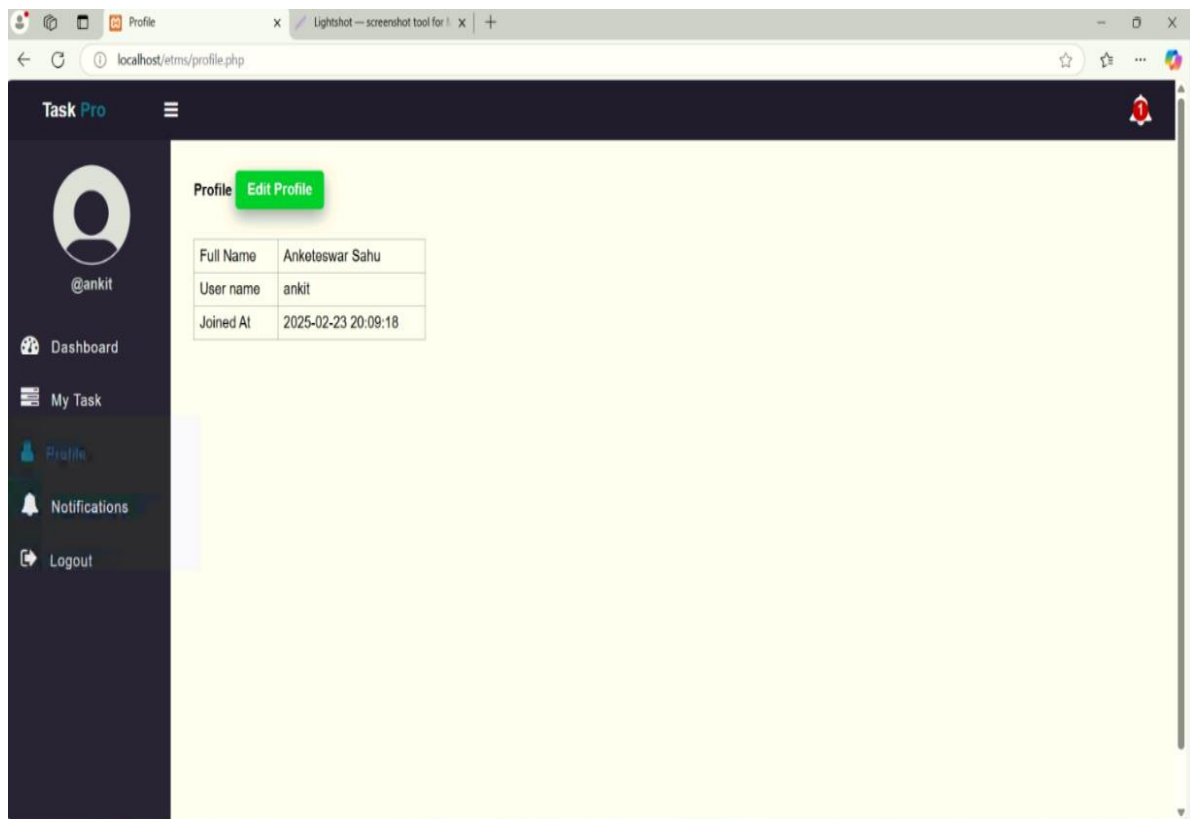 Profile
Lightshot — screenshot tool for
localhost/etms/profile.php
Task Pro
1
@ankit
Dashboard
My Task
Profile
Notifications
Logout
Profile Edit Profile
Full Name Anketeswar Sahu
User name ankit
Joined At 2025-02-23 20:09:18